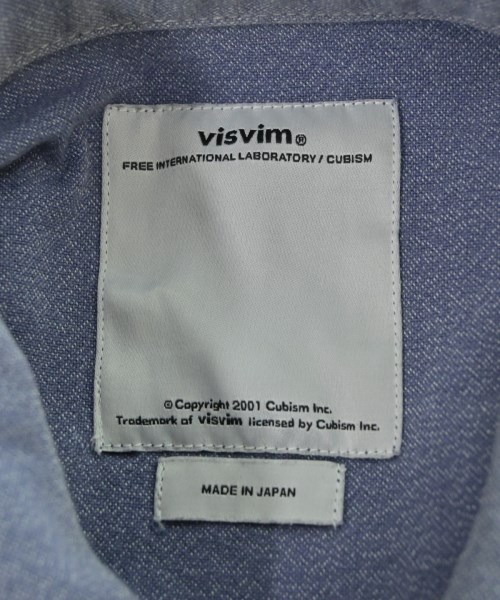 visvim®
FREE INTERNATIONAL LABORATORY / CUBISM
© Copyright 2001 Cubism Inc.
Trademark of visvim licensed by Cubism Inc.
MADE IN JAPAN